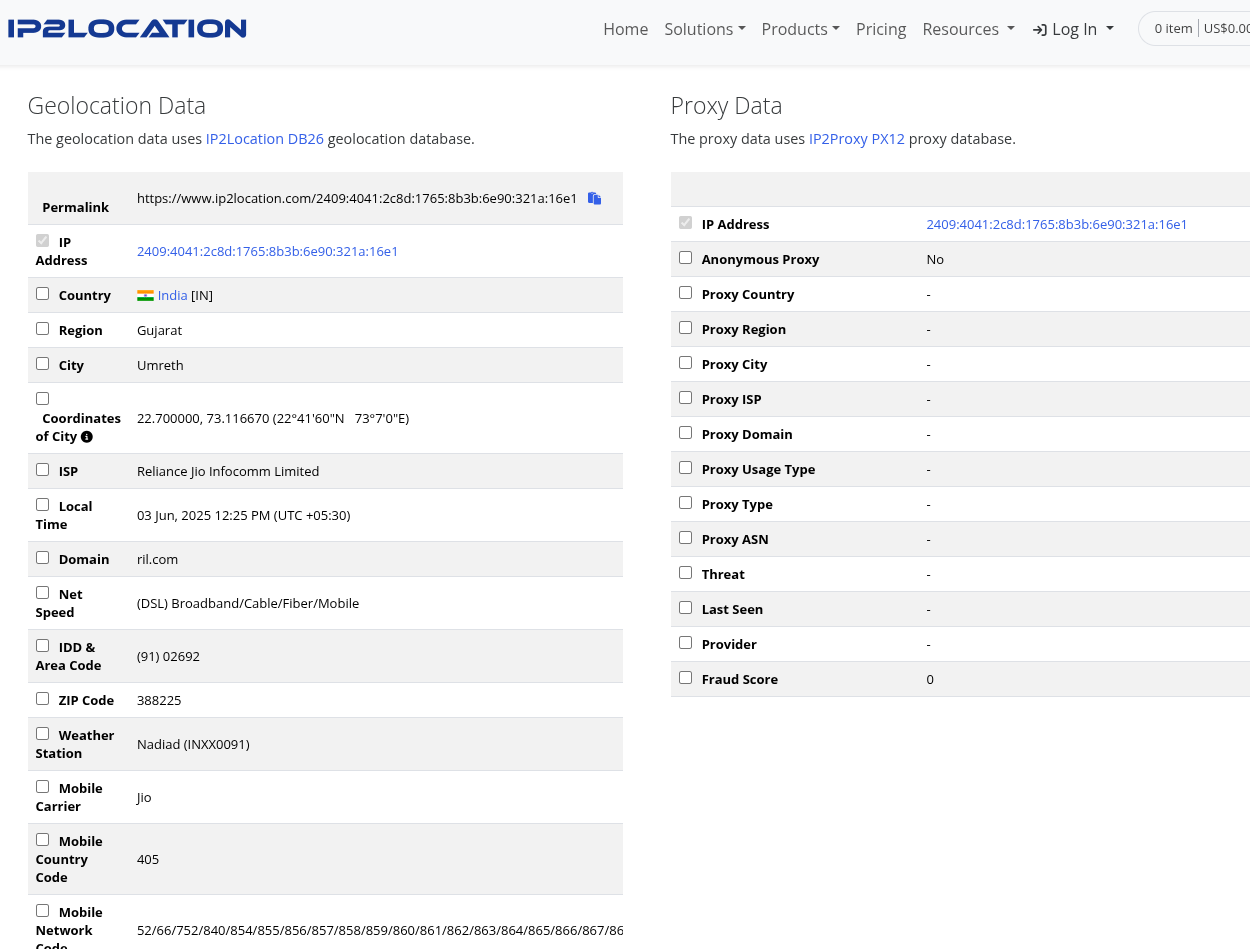 IP2LOCATION
Home Solutions Products Pricing Resources Log In 0 item US$0.00
Geolocation Data
The geolocation data uses IP2Location DB26 geolocation database.
Permalink https://www.ip2location.com/2409:4041:2c8d:1765:8b3b:6e90:321a:16e1
IP
Address 2409:4041:2c8d:1765:8b3b:6e90:321a:16e1
Country India [IN]
Region Gujarat
City Umreth
Coordinates
of City 22.700000, 73.116670 (22°41'60"N 73°7'0"E)
ISP Reliance Jio Infocomm Limited
Local
Time 03 Jun, 2025 12:25 PM (UTC +05:30)
Domain ril.com
Net
Speed (DSL) Broadband/Cable/Fiber/Mobile
IDD &
Area Code (91) 02692
ZIP Code 388225
Weather
Station Nadiad (INXX0091)
Mobile
Carrier Jio
Mobile
Country
Code 405
Mobile
Network
Code 52/66/752/840/854/855/856/857/858/859/860/861/862/863/864/865/866/867/86
Proxy Data
The proxy data uses IP2Proxy PX12 proxy database.
IP Address 2409:4041:2c8d:1765:8b3b:6e90:321a:16e1
Anonymous Proxy No
Proxy Country -
Proxy Region -
Proxy City -
Proxy ISP -
Proxy Domain -
Proxy Usage Type -
Proxy Type -
Proxy ASN -
Threat -
Last Seen -
Provider -
Fraud Score 0